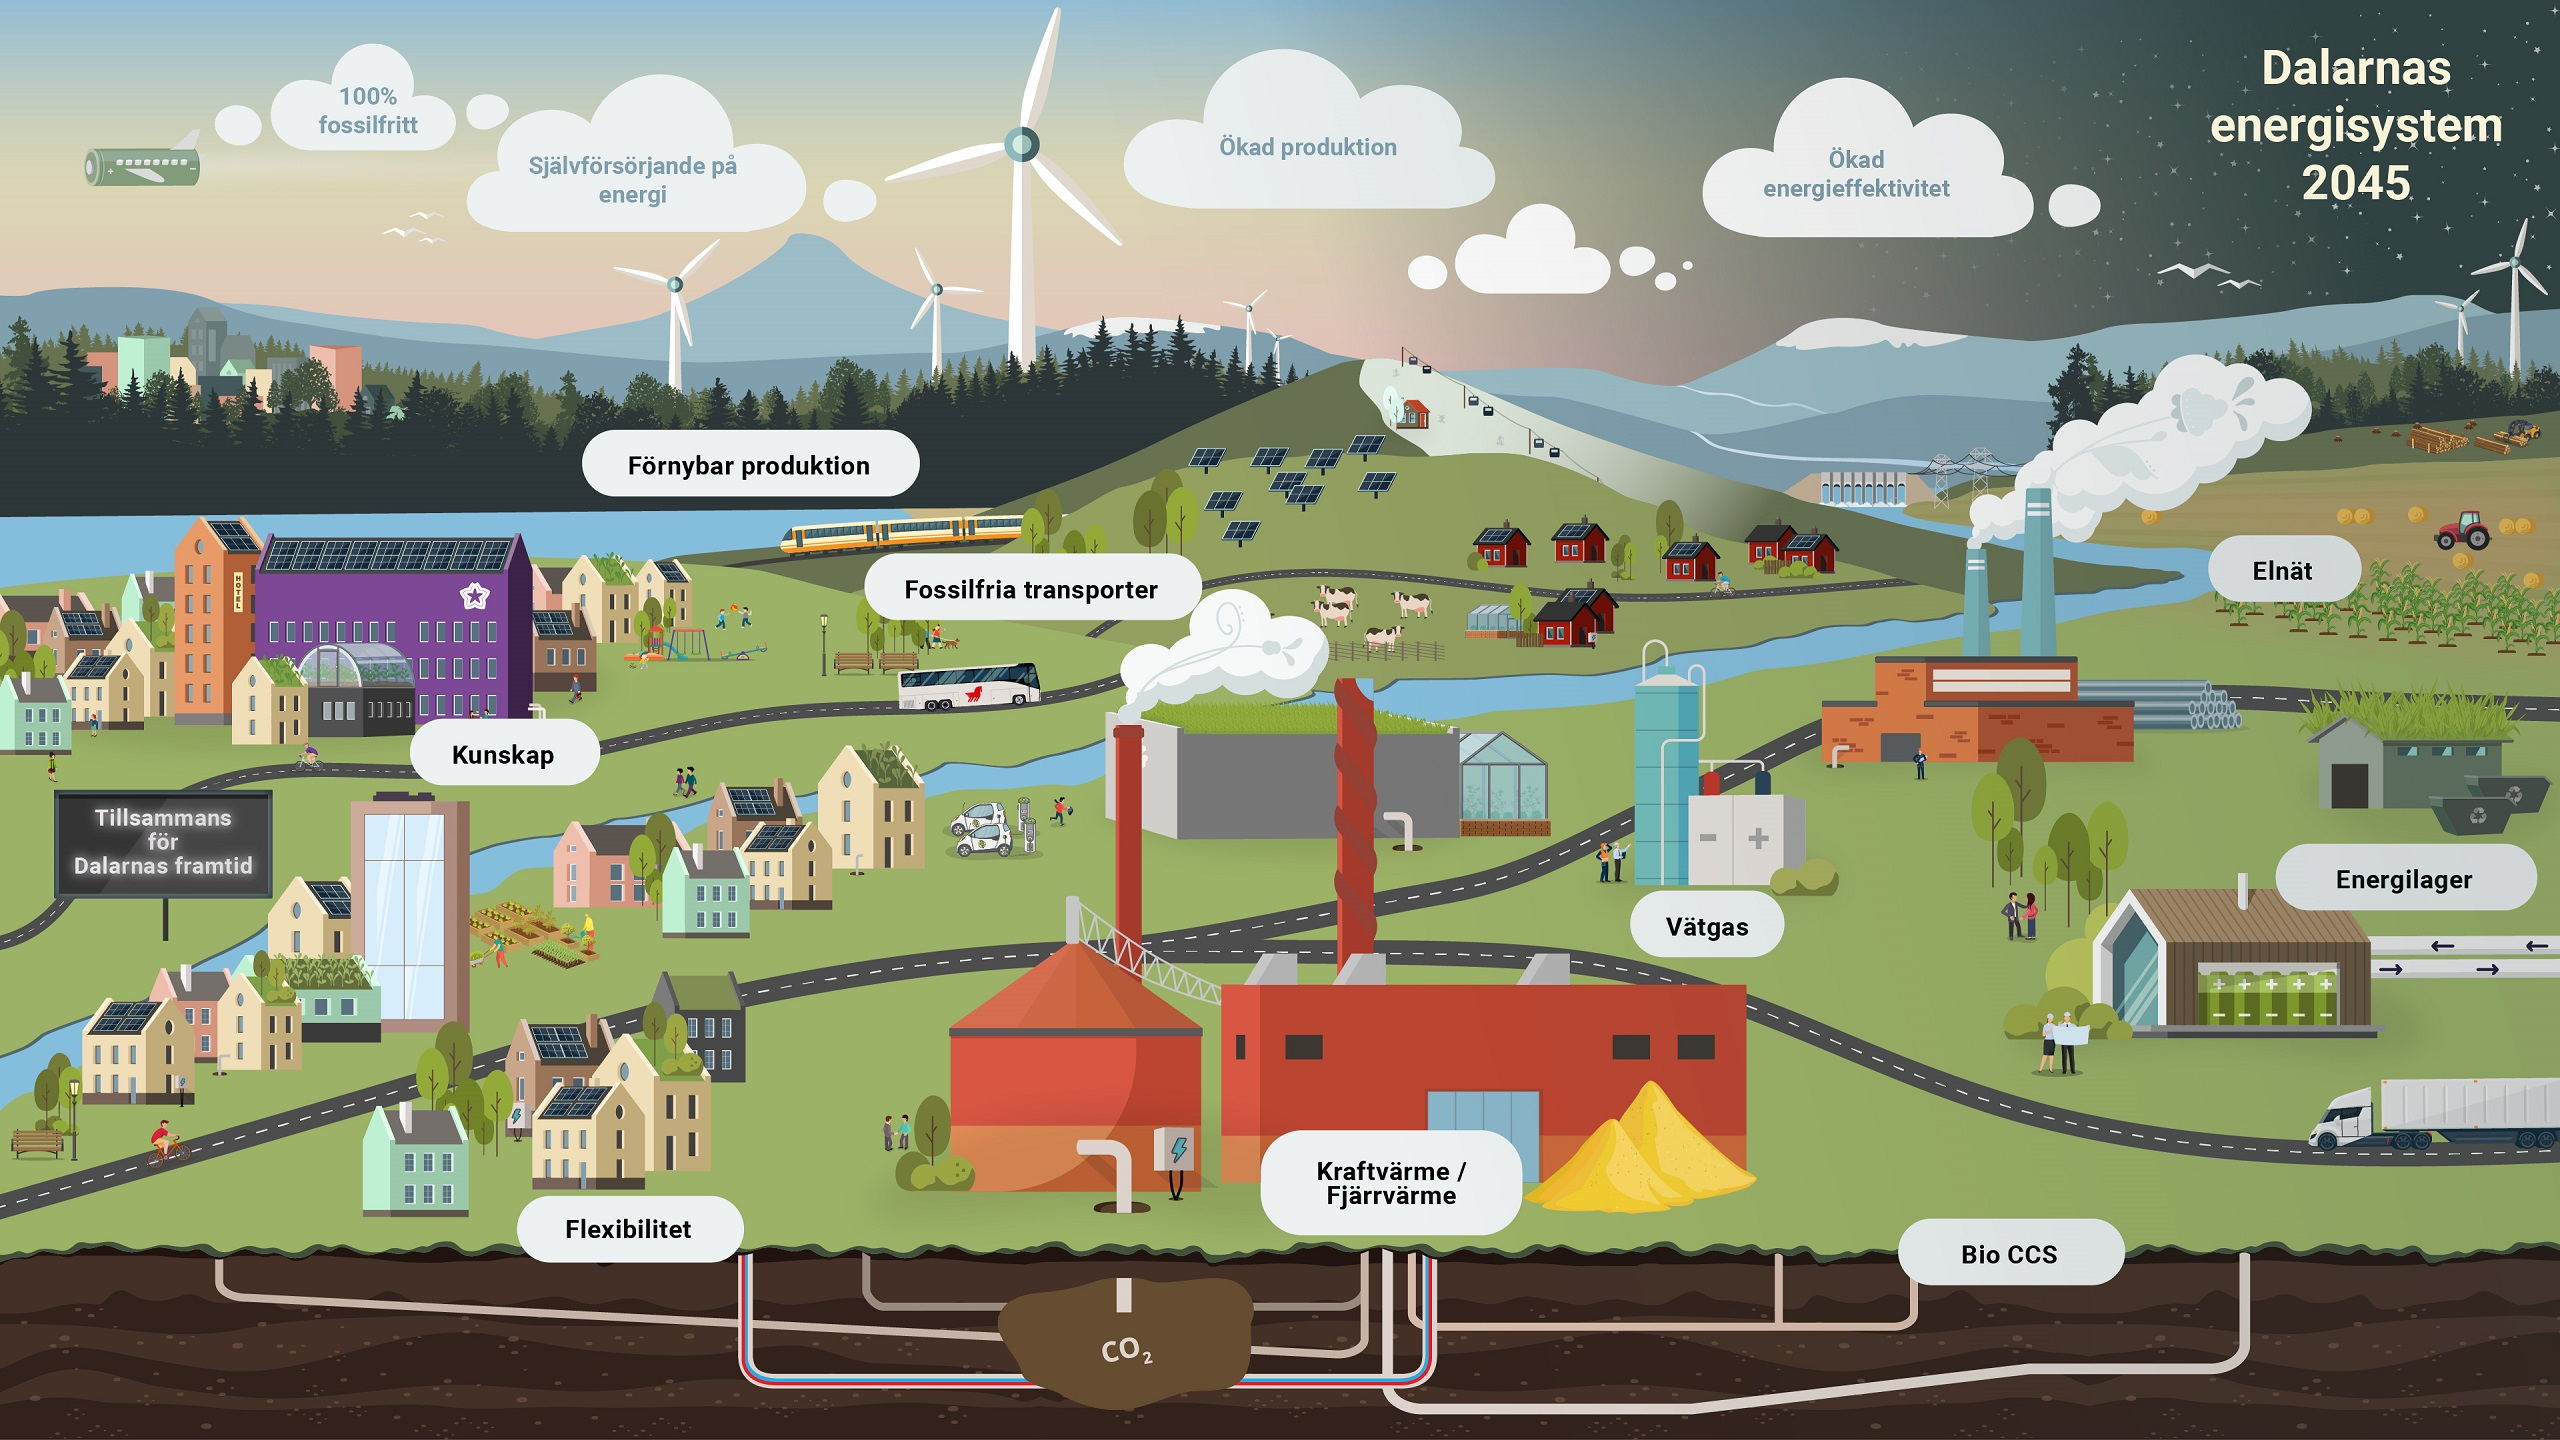 Dalarnas
energisystem
2045
100%
fossilfritt
Självförsörjande på
energi
Ökad produktion
Ökad
energieffektivitet
Förnybar produktion
Fossilfria transporter
Elnät
HOTEL
Kunskap
Tillsammans
för
Dalarnas framtid
Vätgas
Energilager
Kraftvärme /
Fjärrvärme
Flexibilitet
Bio CCS
CO₂